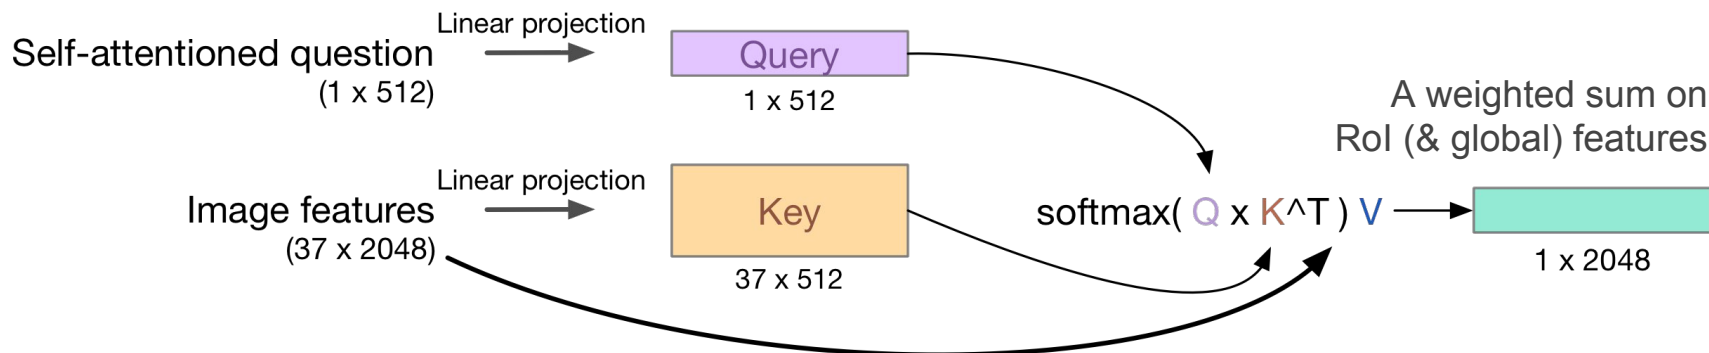 Linear projection
Self-attentioned question
(1 x 512)
Query
1 x 512
A weighted sum on
RoI (& global) features
Linear projection
Image features
(37 x 2048)
Key
37 x 512
softmax( Q x K^T ) V
1 x 2048